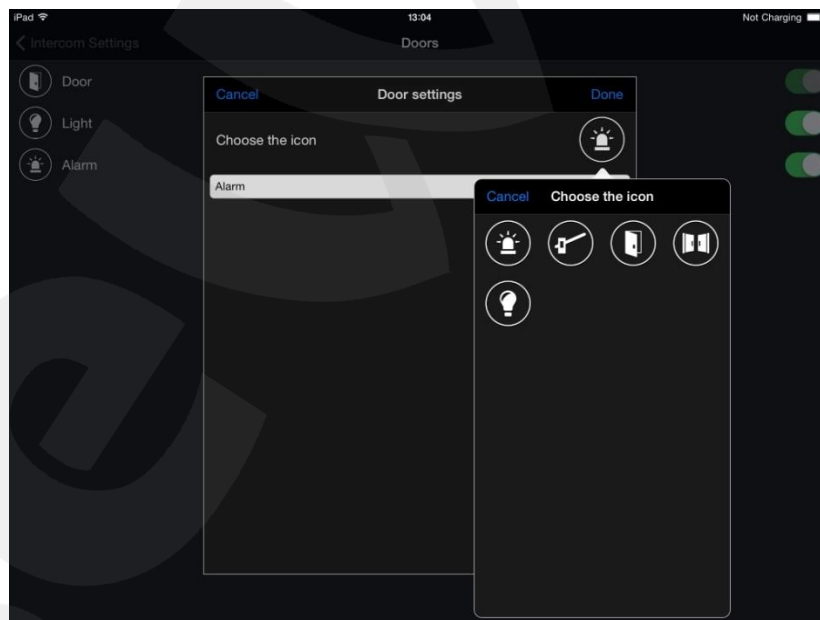 iPad 13:04 Not Charging
Intercom Settings Doors
Door
Cancel Door settings Done
Light
Choose the icon
Alarm
Alarm
Cancel Choose the icon